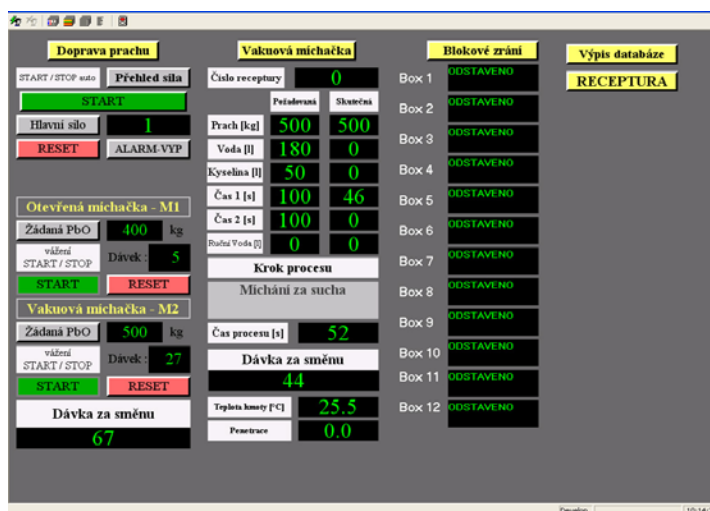 Doprava prachu
START / STOP auto Přehled sila
START
Hlavní silo 1
RESET ALARM-VYP
Otevřená míchačka - M1
Žádaná PbO 400 kg
vážení
START / STOP
Dávek : 5
START RESET
Vakuová míchačka - M2
Žádaná PbO 500 kg
vážení
START / STOP
Dávek : 27
START RESET
Dávka za směnu
67
Vakuová míchačka
Číslo receptury 0
Požadovaná Skutečná
Prach [kg] 500 500
Voda [l] 180 0
Kyselina [l] 50 0
Čas 1 [s] 100 46
Čas 2 [s] 100 0
Ruční Voda [l] 0 0
Krok procesu
Míchání za sucha
Čas procesu [s] 52
Dávka za směnu
44
Teplota hmoty [°C] 25.5
Penetrace 0.0
Blokové zrání
Box 1 ODSTAVENO
Box 2 ODSTAVENO
Box 3 ODSTAVENO
Box 4 ODSTAVENO
Box 5 ODSTAVENO
Box 6 ODSTAVENO
Box 7 ODSTAVENO
Box 8 ODSTAVENO
Box 9 ODSTAVENO
Box 10 ODSTAVENO
Box 11 ODSTAVENO
Box 12 ODSTAVENO
Výpis databáze
RECEPTURA